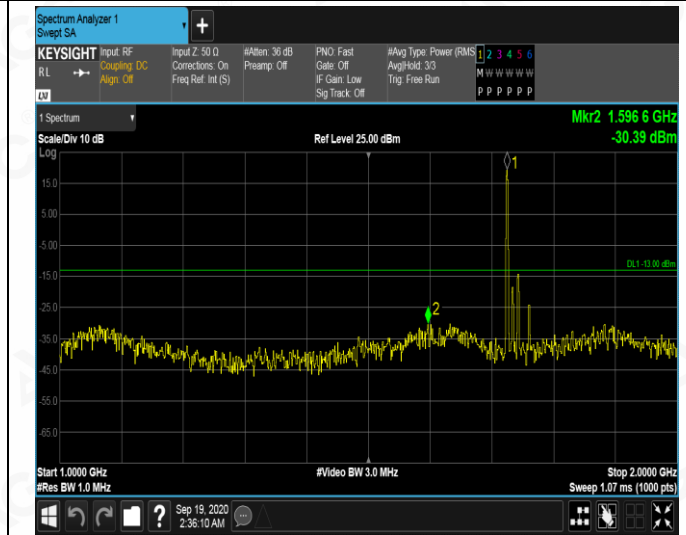 Spectrum Analyzer 1
Swept SA
+
KEYSIGHT Input: RF Input Z: 50 Ω #Atten: 36 dB PNO: Fast #Avg Type: Power (RMS 1 2 3 4 5 6
RL Coupling: DC Corrections: On Preamp: Off Gate: Off Avg|Hold: 3/3 M W W W W W
Align: Off Freq Ref: Int (S) IF Gain: Low Trig: Free Run
LXI Sig Track: Off P P P P P P
1 Spectrum Mkr2 1.596 6 GHz
Scale/Div 10 dB Ref Level 25.00 dBm -30.39 dBm
Log
1
15.0
5.00
-5.00
DL1 -13.00 dBm
-15.0
-25.0
2
-35.0
-45.0
-55.0
-65.0
Start 1.0000 GHz #Video BW 3.0 MHz Stop 2.0000 GHz
#Res BW 1.0 MHz Sweep 1.07 ms (1000 pts)
? Sep 19, 2020
2:36:10 AM